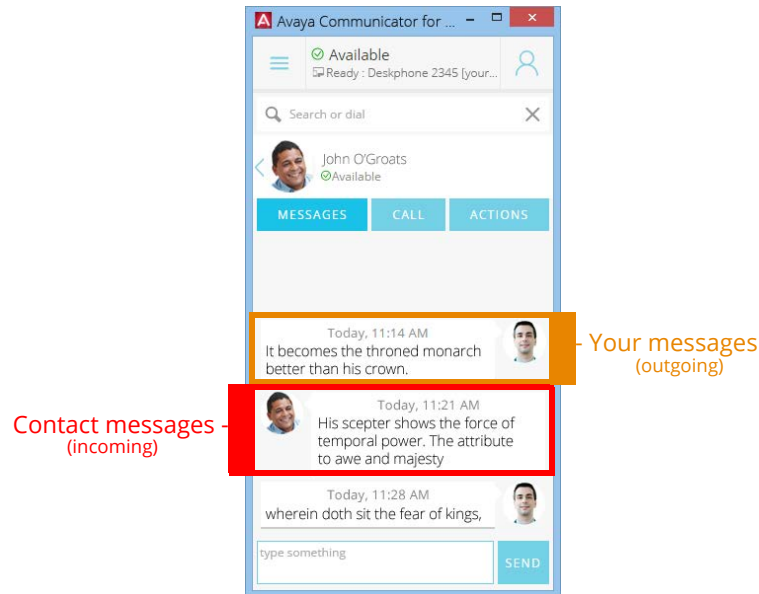 Avaya Communicator for ...
Available
Ready : Deskphone 2345 [your...
Search or dial
John O'Groats
Available
MESSAGES CALL ACTIONS
Today, 11:14 AM
It becomes the throned monarch
better than his crown.
- Your messages
(outgoing)
Today, 11:21 AM
His scepter shows the force of
temporal power. The attribute
to awe and majesty
Contact messages -
(incoming)
Today, 11:28 AM
wherein doth sit the fear of kings,
type something
SEND